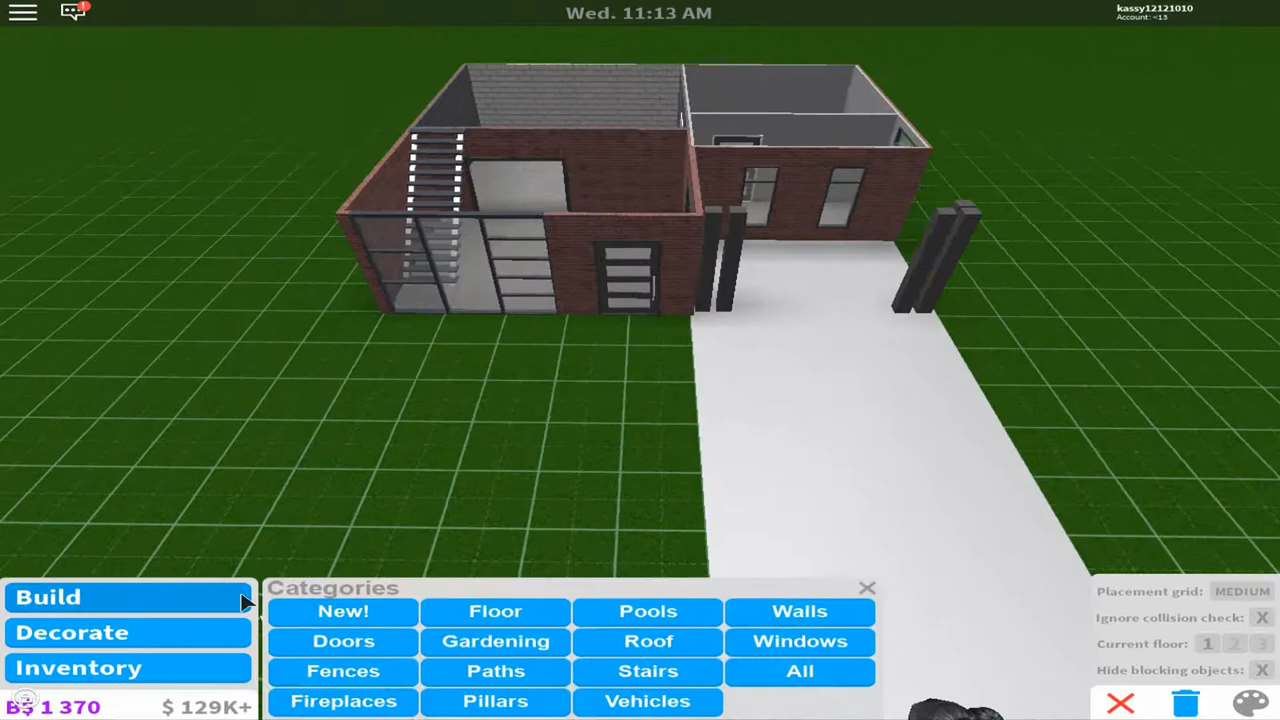 Wed. 11:13 AM
kassy12121010
Account: <13
Build
Decorate
Inventory
B$ 1 370
$ 129K+
Categories
New! Floor Pools Walls
Doors Gardening Roof Windows
Fences Paths Stairs All
Fireplaces Pillars Vehicles
Placement grid: MEDIUM
Ignore collision check: X
Current floor: 1 2 3
Hide blocking objects: X